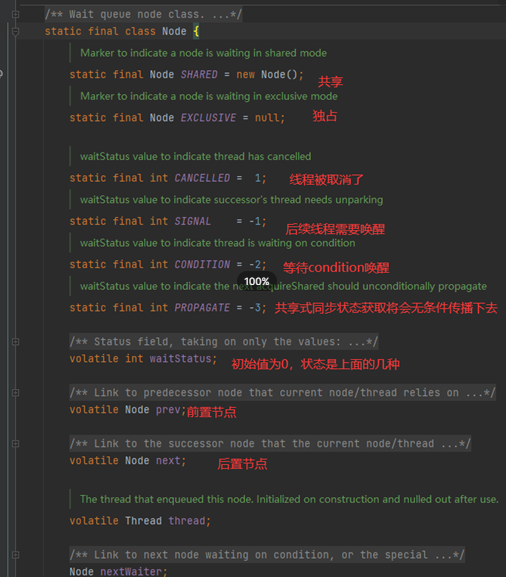 /** Wait queue node class. ...*/
static final class Node {
Marker to indicate a node is waiting in shared mode
static final Node SHARED = new Node();
共享
Marker to indicate a node is waiting in exclusive mode
static final Node EXCLUSIVE = null;
独占
waitStatus value to indicate thread has cancelled
static final int CANCELLED =  1;
线程被取消了
waitStatus value to indicate successor's thread needs unparking
static final int SIGNAL    = -1;
后续线程需要唤醒
waitStatus value to indicate thread is waiting on condition
static final int CONDITION = -2;
等待condition唤醒
100%
waitStatus value to indicate the next acquireShared should unconditionally propagate
static final int PROPAGATE = -3;
共享式同步状态获取将会无条件传播下去
/** Status field, taking on only the values: ...*/
volatile int waitStatus;
初始值为0，状态是上面的几种
/** Link to predecessor node that current node/thread relies on ...*/
volatile Node prev;
前置节点
/** Link to the successor node that the current node/thread ...*/
volatile Node next;
后置节点
The thread that enqueued this node. Initialized on construction and nulled out after use.
volatile Thread thread;
/** Link to next node waiting on condition, or the special ...*/
Node nextWaiter;